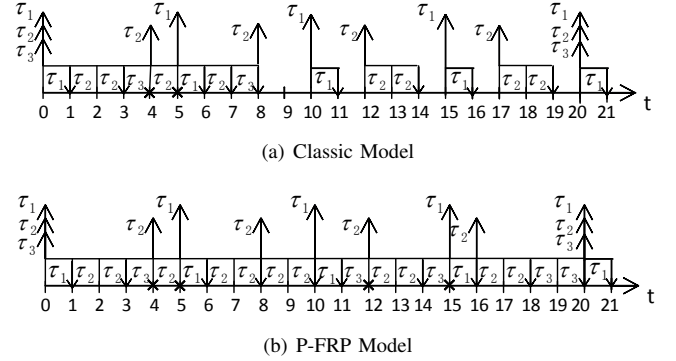 τ1 τ1 τ1 τ1 τ1
τ2 τ2 τ2 τ2 τ2 τ2
τ3 τ3
τ1 τ2 τ2 τ3 τ2 τ1 τ2 τ3 τ1 τ2 τ2 τ1 τ2 τ2 τ1
0 1 2 3 4 5 6 7 8 9 10 11 12 13 14 15 16 17 18 19 20 21 t
(a) Classic Model
τ1 τ1 τ1 τ1 τ1
τ2 τ2 τ2 τ2 τ2 τ2
τ3 τ3
τ1 τ2 τ2 τ3 τ2 τ1 τ2 τ2 τ2 τ2 τ1 τ3 τ2 τ2 τ3 τ1 τ2 τ2 τ3 τ3 τ1
0 1 2 3 4 5 6 7 8 9 10 11 12 13 14 15 16 17 18 19 20 21 t
(b) P-FRP Model